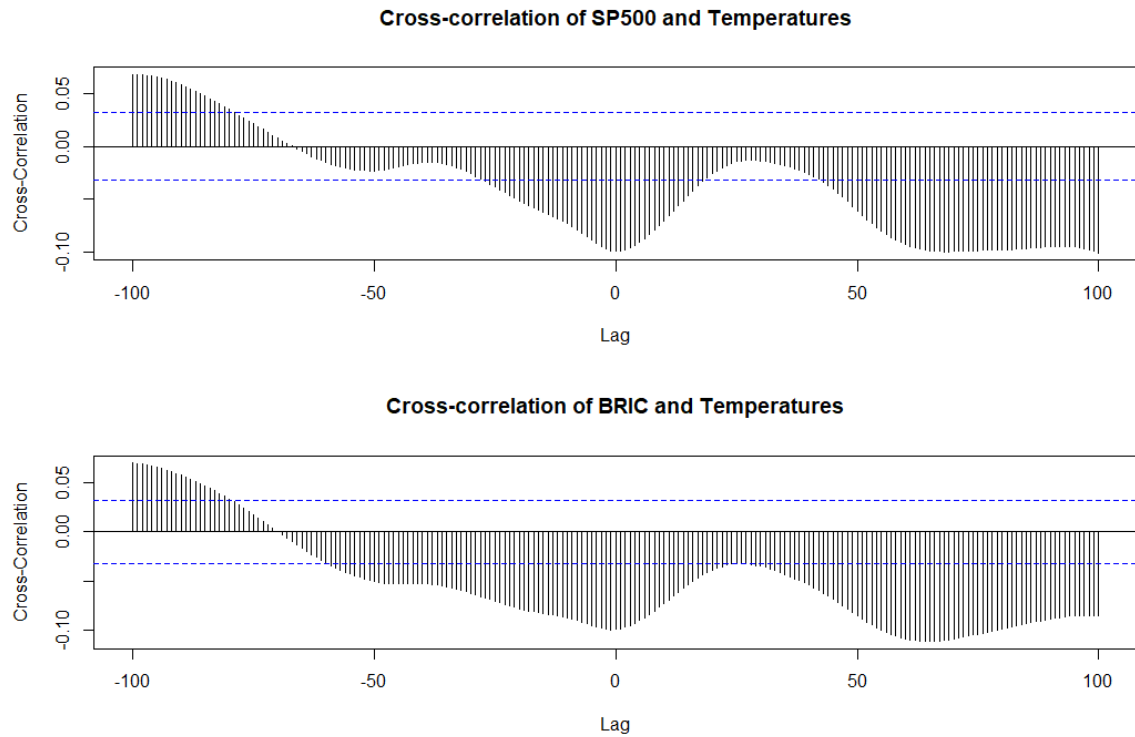 Cross-correlation of SP500 and Temperatures
Cross-Correlation
0.05
0.00
-0.10
-100 -50 0 50 100
Lag
Cross-correlation of BRIC and Temperatures
Cross-Correlation
0.05
0.00
-0.10
-100 -50 0 50 100
Lag